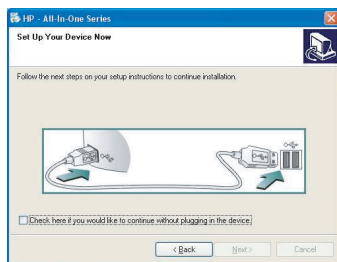 HP - All-In-One Series
Set Up Your Device Now
Follow the next steps on your setup instructions to continue installation.
Check here if you would like to continue without plugging in the device.
< Back
Next >
Cancel